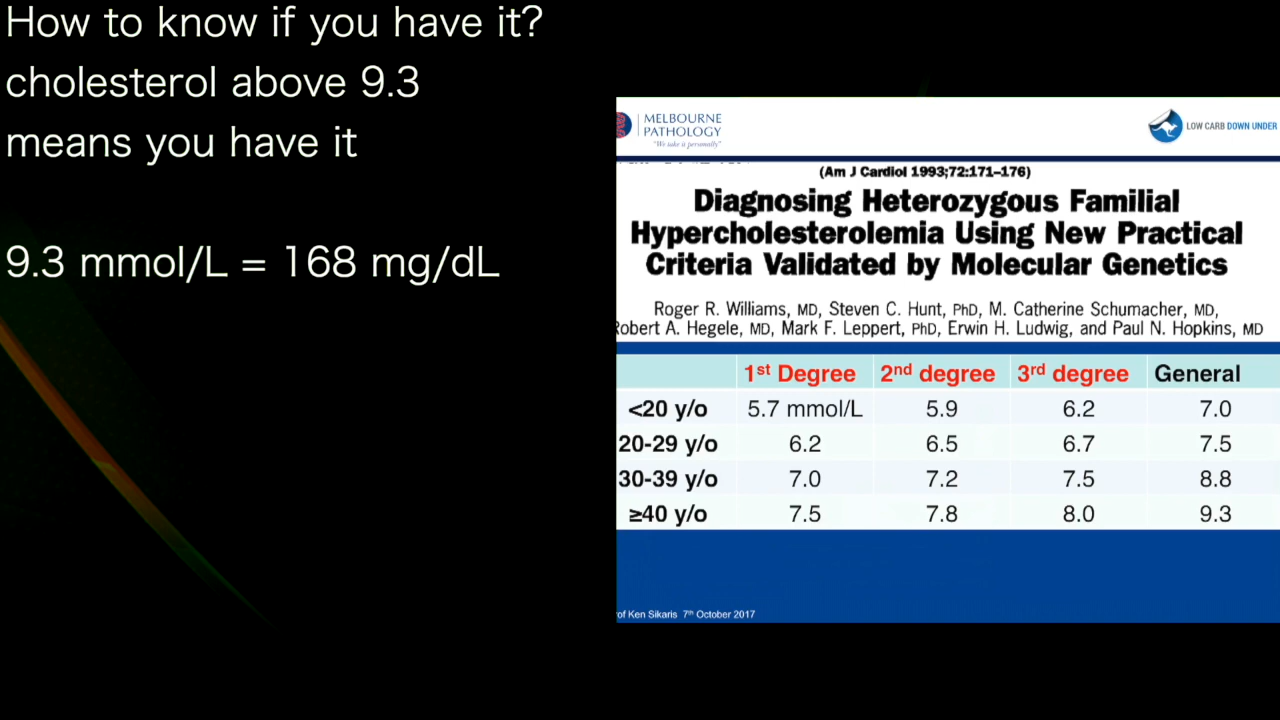 How to know if you have it?
cholesterol above 9.3
means you have it
9.3 mmol/L = 168 mg/dL
MELBOURNE
PATHOLOGY
"We take it personally"
LOW CARB DOWN UNDER
(Am J Cardiol 1993;72:171–176)
Diagnosing Heterozygous Familial
Hypercholesterolemia Using New Practical
Criteria Validated by Molecular Genetics
Roger R. Williams, MD, Steven C. Hunt, PhD, M. Catherine Schumacher, MD,
Robert A. Hegele, MD, Mark F. Leppert, PhD, Erwin H. Ludwig, and Paul N. Hopkins, MD
1st Degree 2nd degree 3rd degree General
<20 y/o 5.7 mmol/L 5.9 6.2 7.0
20-29 y/o 6.2 6.5 6.7 7.5
30-39 y/o 7.0 7.2 7.5 8.8
≥40 y/o 7.5 7.8 8.0 9.3
of Ken Sikaris 7th October 2017